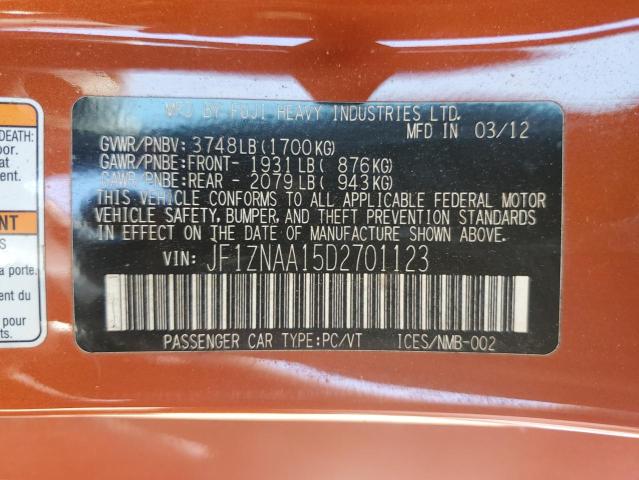 MFD BY FUJI HEAVY INDUSTRIES LTD.
MFD IN 03/12
GVWR/PNBV: 3748LB(1700KG)
GAWR/PNBE:FRONT- 1931LB( 876KG)
GAWR/PNBE:REAR - 2079LB( 943KG)
THIS VEHICLE CONFORMS TO ALL APPLICABLE FEDERAL MOTOR
VEHICLE SAFETY, BUMPER, AND THEFT PREVENTION STANDARDS
IN EFFECT ON THE DATE OF MANUFACTURE SHOWN ABOVE.
VIN: JF1ZNAA15D2701123
PASSENGER CAR TYPE:PC/VT ICES/NMB-002
DEATH:
oor.
at
NT
a porte.
ent du
pour